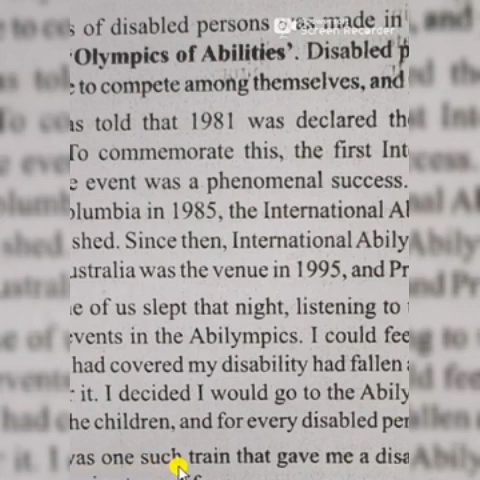 s of disabled persons was made in
'Olympics of Abilities'. Disabled p
e to compete among themselves, and
as told that 1981 was declared th
To commemorate this, the first Int
e event was a phenomenal success.
olumbia in 1985, the International Al
shed. Since then, International Abily
ustralia was the venue in 1995, and Pr
e of us slept that night, listening to
events in the Abilympics. I could fee
had covered my disability had fallen
it. I decided I would go to the Abily
he children, and for every disabled per
was one such train that gave me a disa